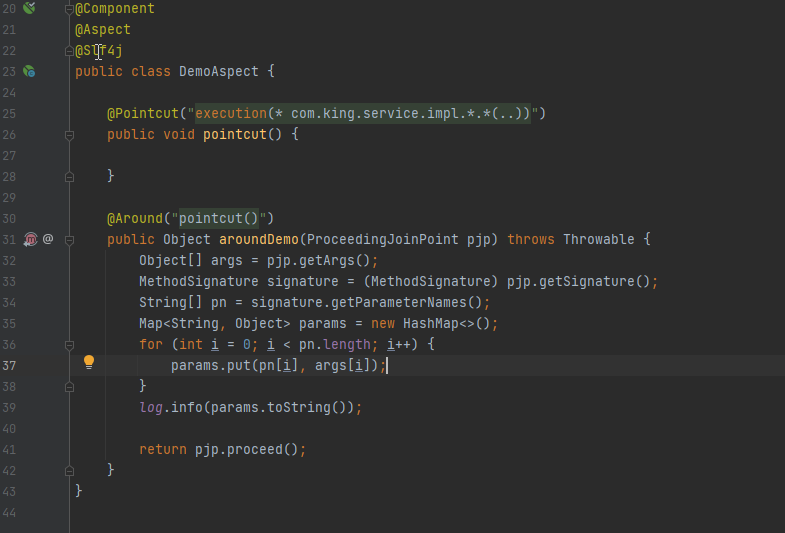 20 @Component
21 @Aspect
22 @Slf4j
23 public class DemoAspect {
24
25     @Pointcut("execution(* com.king.service.impl.*.*(..))")
26     public void pointcut() {
27
28     }
29
30     @Around("pointcut()")
31 @     public Object aroundDemo(ProceedingJoinPoint pjp) throws Throwable {
32         Object[] args = pjp.getArgs();
33         MethodSignature signature = (MethodSignature) pjp.getSignature();
34         String[] pn = signature.getParameterNames();
35         Map<String, Object> params = new HashMap<>();
36         for (int i = 0; i < pn.length; i++) {
37             params.put(pn[i], args[i]);
38         }
39         log.info(params.toString());
40
41         return pjp.proceed();
42     }
43 }
44